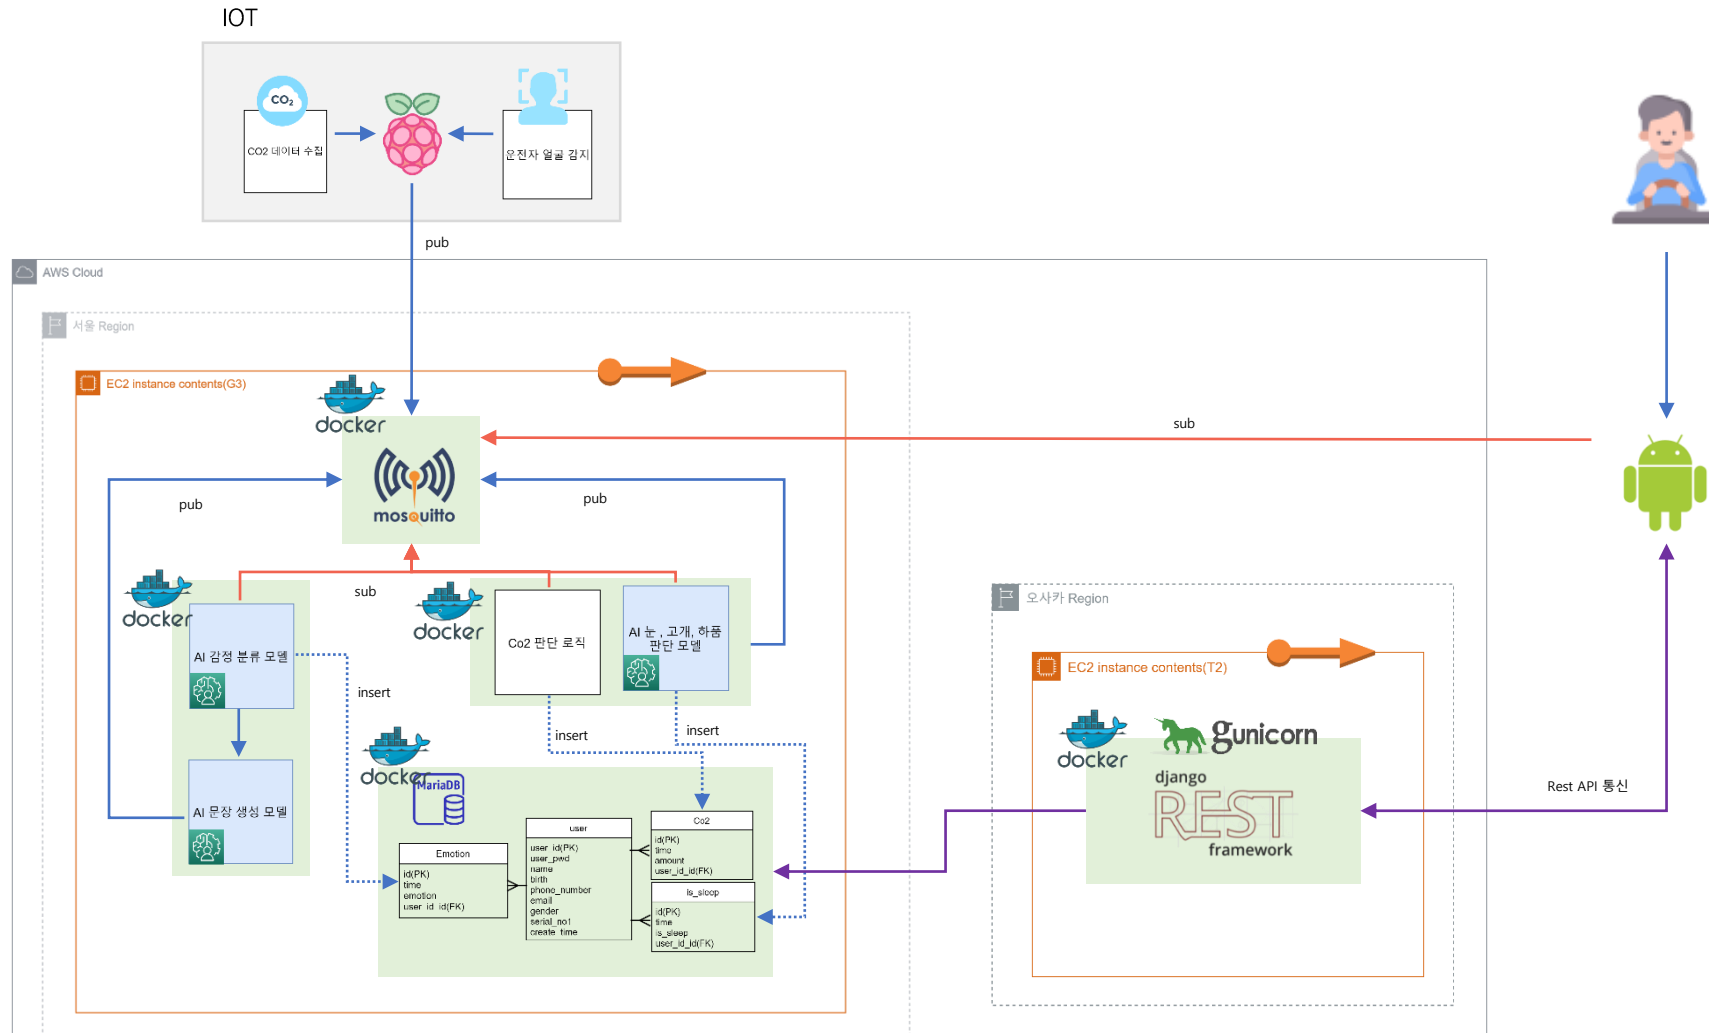 IOT
CO₂
CO2 데이터 수집
운전자 얼굴 감지
pub
AWS Cloud
서울 Region
EC2 instance contents(G3)
docker
mosquitto
sub
pub
pub
sub
docker
AI 감정 분류 모델
docker
Co2 판단 로직
AI 눈 , 고개, 하품
판단 모델
insert
insert
insert
AI 문장 생성 모델
docker
MariaDB
Emotion
id(PK)
time
emotion
user_id_id(FK)
user
user_id(PK)
user_pwd
name
birth
phone_number
email
gender
serial_no1
create_time
Co2
id(PK)
time
amount
user_id_id(FK)
is_sleep
id(PK)
time
is_sleep
user_id_id(FK)
오사카 Region
EC2 instance contents(T2)
docker
gunicorn
django
REST
framework
Rest API 통신